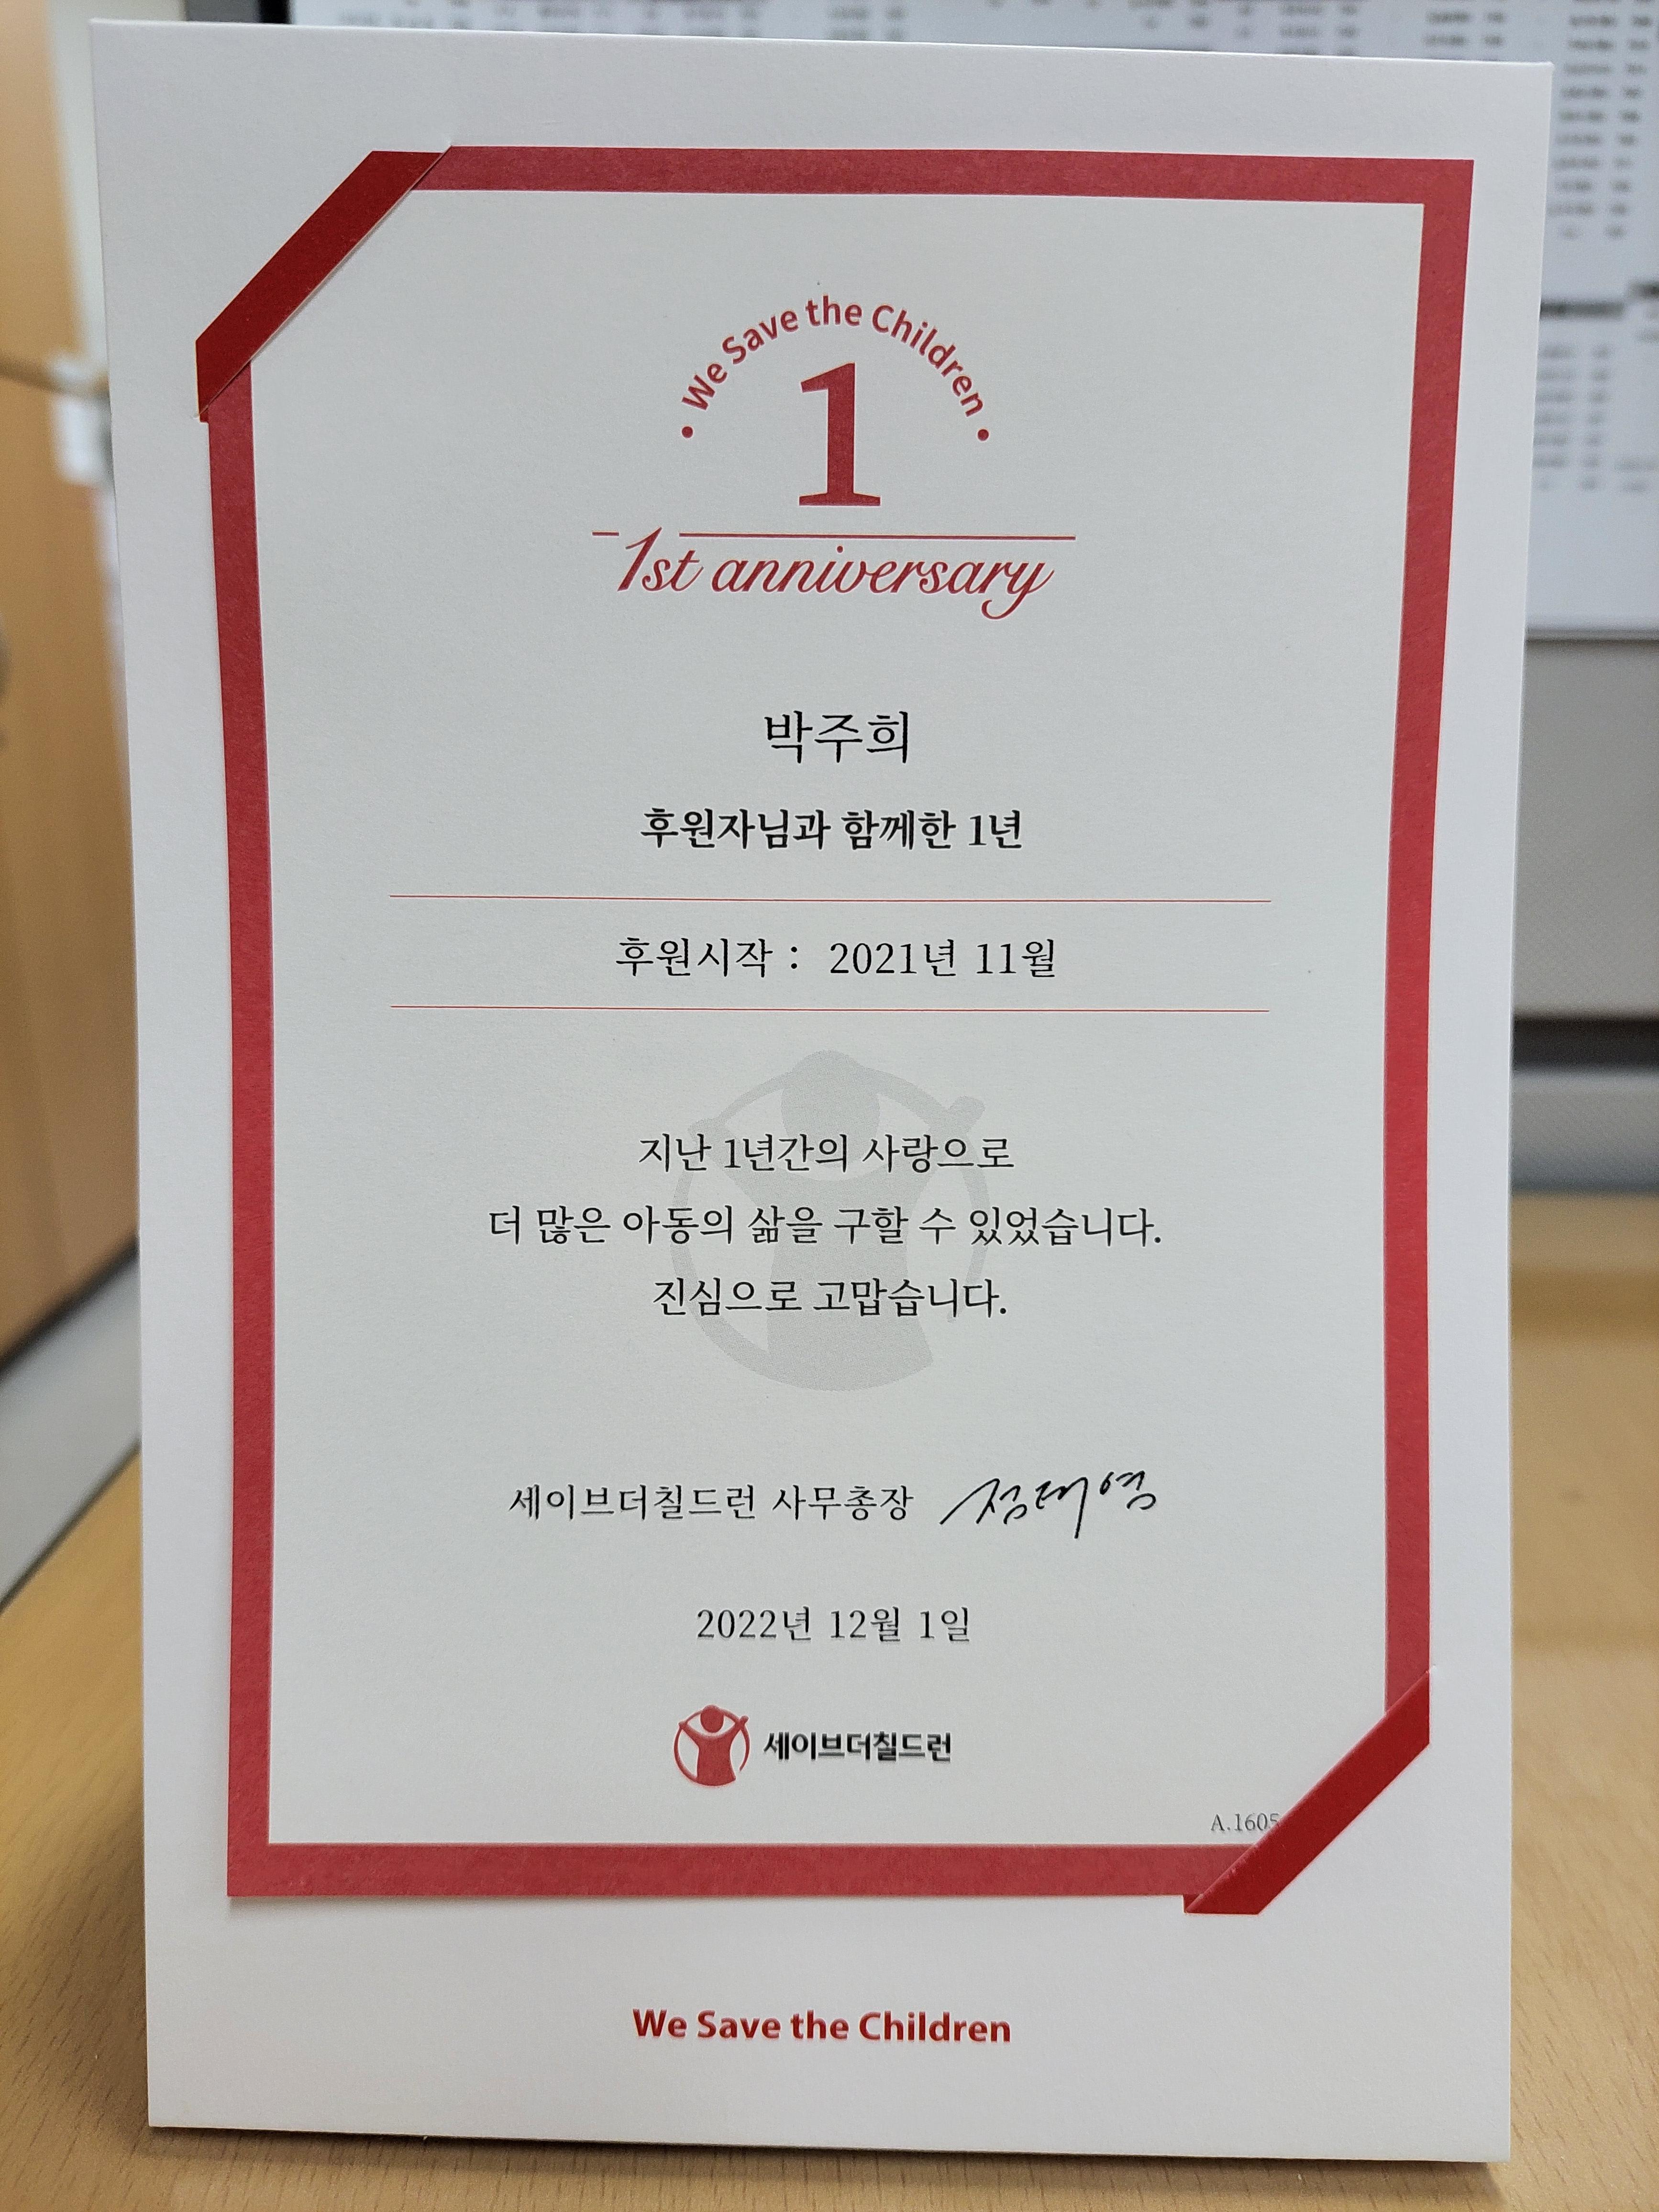 We Save the Children
1
1st anniversary
박주희
후원자님과 함께한 1년
후원시작 : 2021년 11월
지난 1년간의 사랑으로
더 많은 아동의 삶을 구할 수 있었습니다.
진심으로 고맙습니다.
세이브더칠드런 사무총장 정태영
2022년 12월 1일
세이브더칠드런
A.1605
We Save the Children